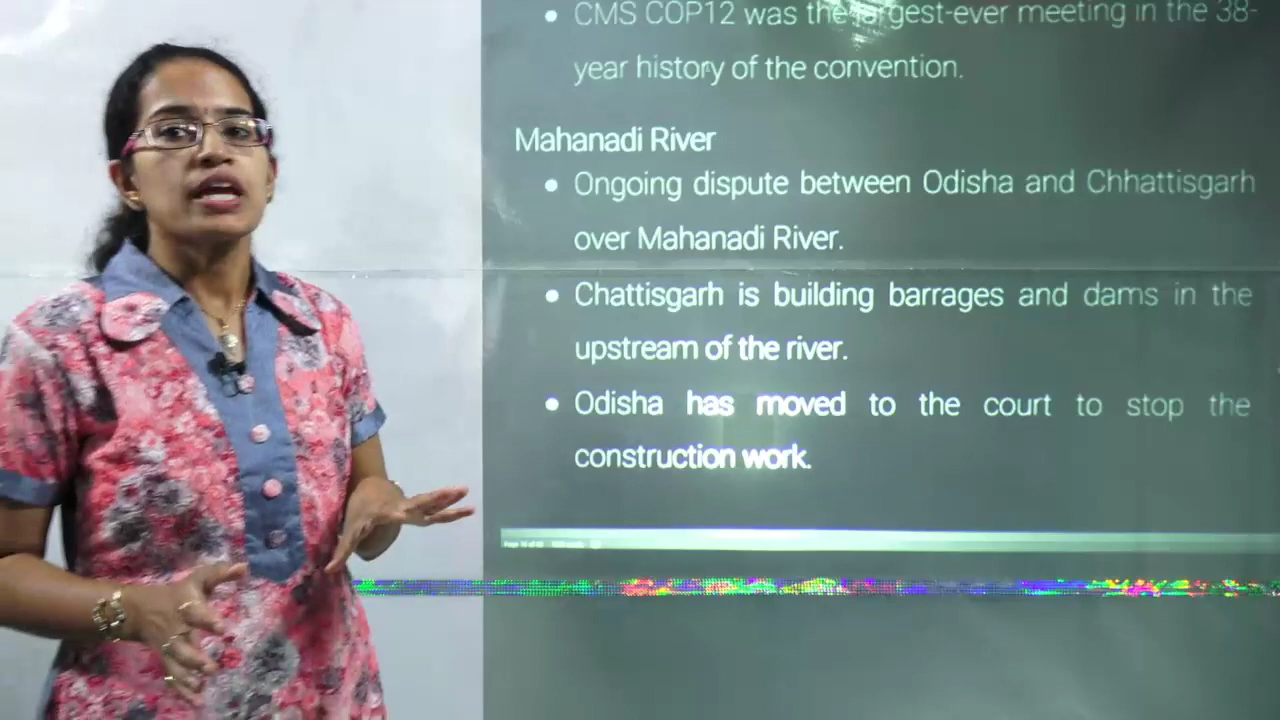 • CMS COP12 was the largest-ever meeting in the 38-
year history of the convention.
Mahanadi River
• Ongoing dispute between Odisha and Chhattisgarh
over Mahanadi River.
• Chattisgarh is building barrages and dams in the
upstream of the river.
• Odisha has moved to the court to stop the
construction work.